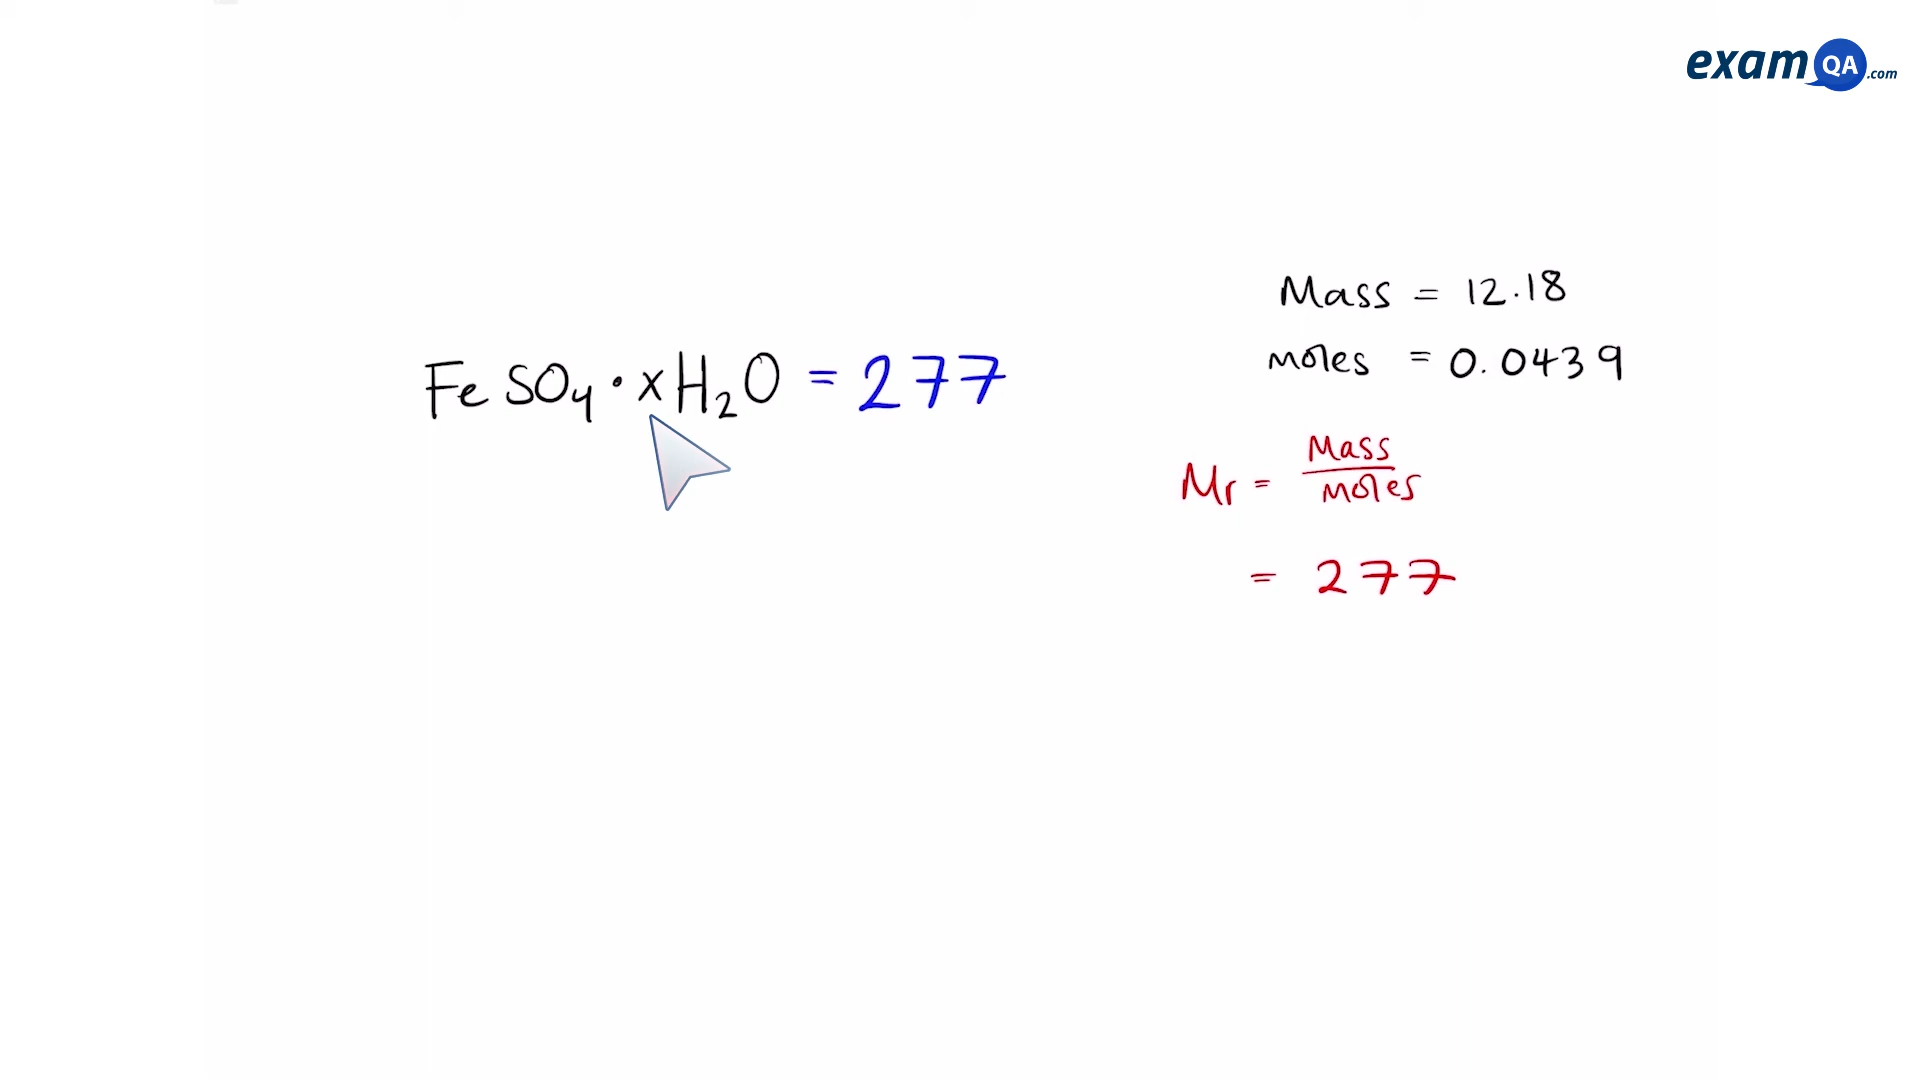 examQA.com
Mass = 12.18
moles = 0.0439
FeSO₄·xH₂O = 277
Mr = Mass/moles
= 277